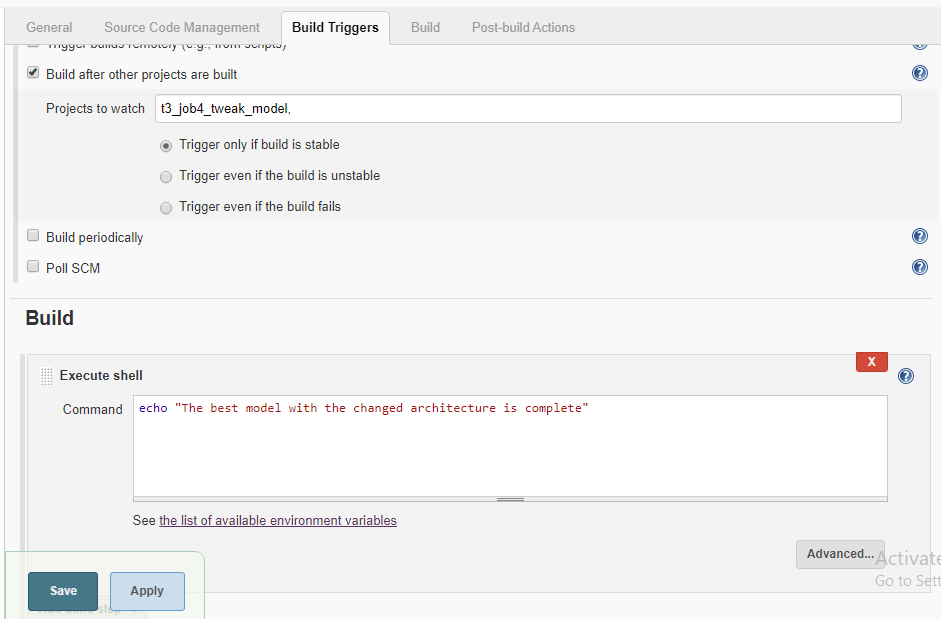 General Source Code Management Build Triggers Build Post-build Actions
Trigger builds remotely (e.g., from scripts)
Build after other projects are built
Projects to watch t3_job4_tweak_model,
Trigger only if build is stable
Trigger even if the build is unstable
Trigger even if the build fails
Build periodically
Poll SCM
Build
X
Execute shell
Command echo "The best model with the changed architecture is complete"
See the list of available environment variables
Advanced...
Activate
Go to Sett
Save Apply
Add build step